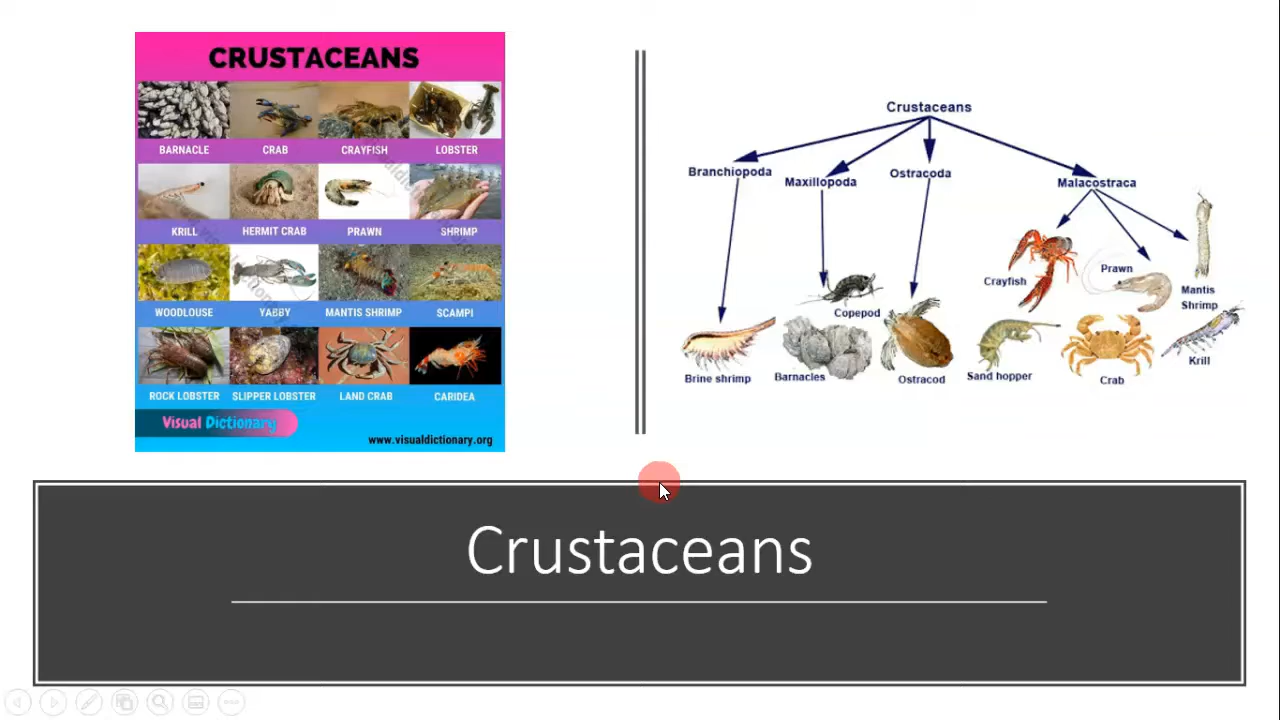 CRUSTACEANS
BARNACLE CRAB CRAYFISH LOBSTER
KRILL HERMIT CRAB PRAWN SHRIMP
WOODLOUSE YABBY MANTIS SHRIMP SCAMPI
ROCK LOBSTER SLIPPER LOBSTER LAND CRAB CARIDEA
Visual Dictionary
www.visualdictionary.org
Crustaceans
Branchiopoda
Maxillopoda
Ostracoda
Malacostraca
Crayfish
Prawn
Mantis
Shrimp
Copepod
Krill
Brine shrimp
Barnacles
Ostracod
Sand hopper
Crab
Crustaceans